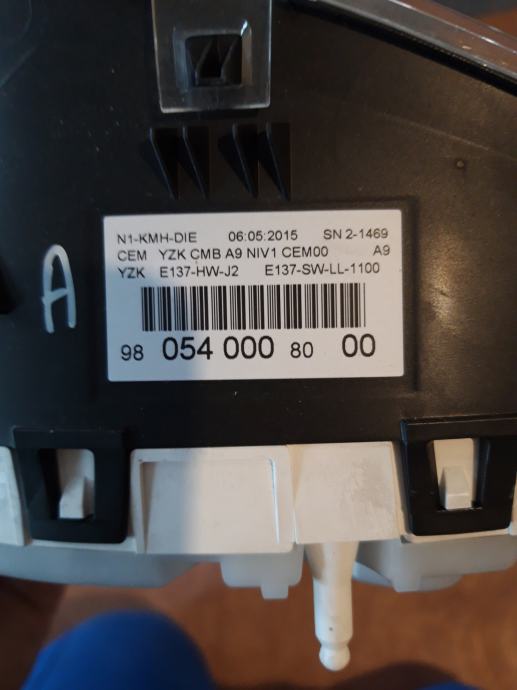 N1-KMH-DIE 06:05:2015 SN 2-1469
CEM YZK CMB A9 NIV1 CEM00 A9
YZK E137-HW-J2 E137-SW-LL-1100
98 054 000 80 00
A